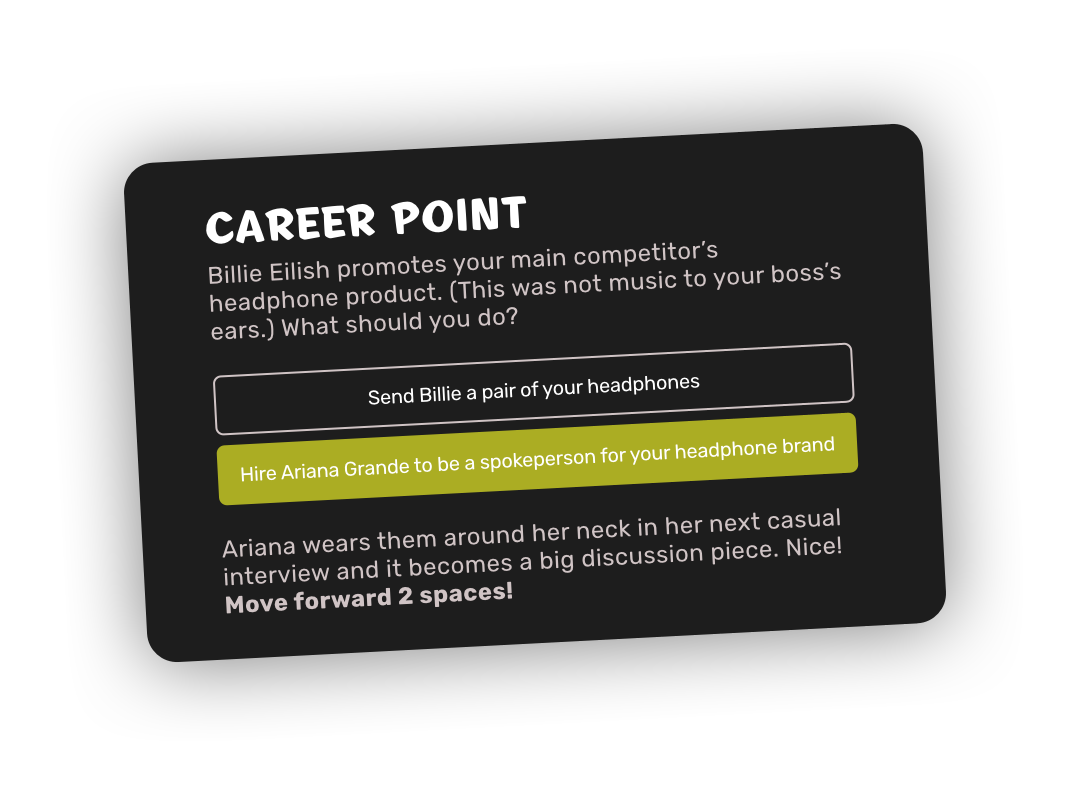 CAREER POINT
Billie Eilish promotes your main competitor’s
headphone product. (This was not music to your boss’s
ears.) What should you do?
Send Billie a pair of your headphones
Hire Ariana Grande to be a spokeperson for your headphone brand
Ariana wears them around her neck in her next casual
interview and it becomes a big discussion piece. Nice!
Move forward 2 spaces!